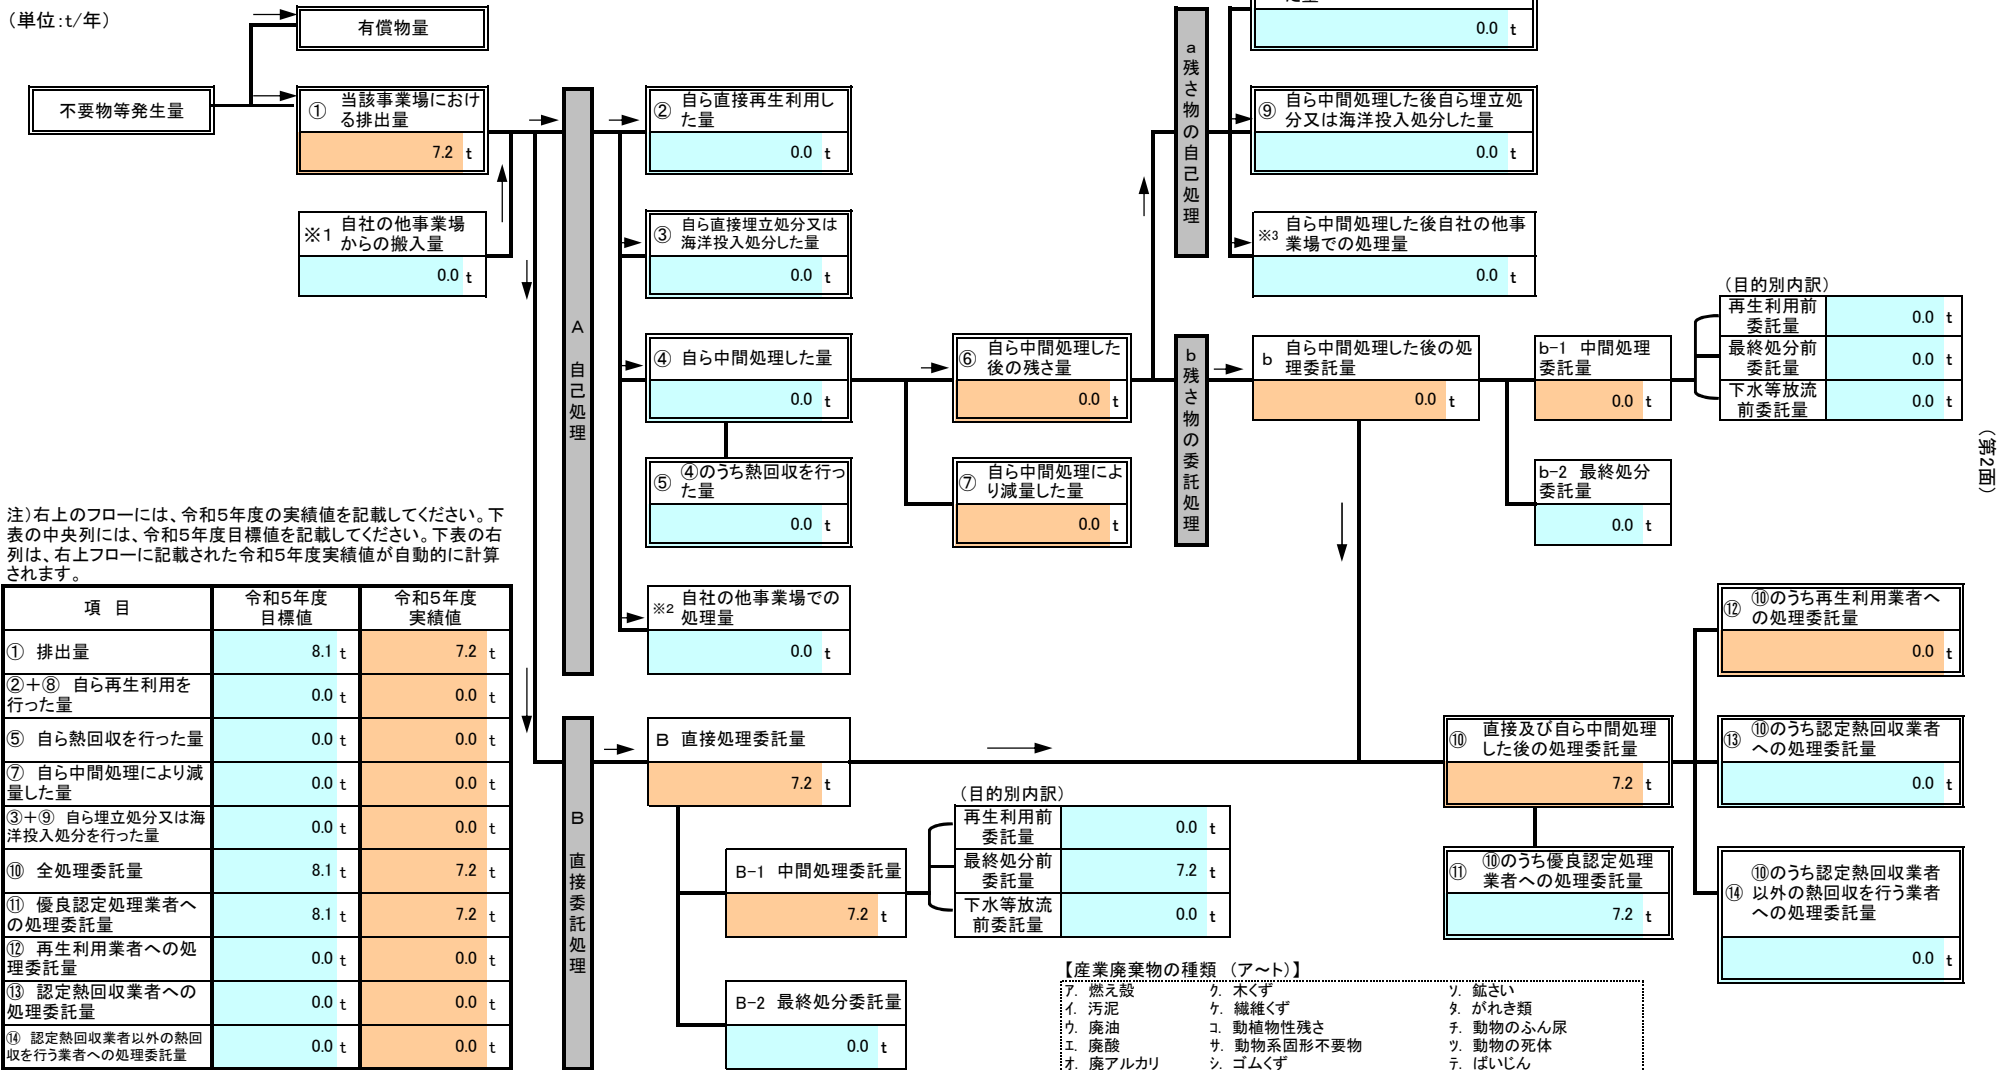 （単位：t/年）
有償物量
不要物等発生量
① 当該事業場におけ
る排出量
7.2 t
※1 自社の他事業場
からの搬入量
0.0 t
A 自己処理
② 自ら直接再生利用し
た量
0.0 t
③ 自ら直接埋立処分又は
海洋投入処分した量
0.0 t
④ 自ら中間処理した量
0.0 t
⑤ ④のうち熱回収を行っ
た量
0.0 t
※2 自社の他事業場での
処理量
0.0 t
⑥ 自ら中間処理した
後の残さ量
0.0 t
⑦ 自ら中間処理によ
り減量した量
0.0 t
a 残さ物の自己処理
0.0 t
⑨ 自ら中間処理した後自ら埋立処
分又は海洋投入処分した量
0.0 t
※3 自ら中間処理した後自社の他事
業場での処理量
0.0 t
b 残さ物の委託処理
b 自ら中間処理した後の処
理委託量
0.0 t
b-1 中間処理
委託量
0.0 t
b-2 最終処分
委託量
0.0 t
（目的別内訳）
再生利用前
委託量 0.0 t
最終処分前
委託量 0.0 t
下水等放流
前委託量 0.0 t
（第2面）
注）右上のフローには、令和5年度の実績値を記載してください。下
表の中央列には、令和5年度目標値を記載してください。下表の右
列は、右上フローに記載された令和5年度実績値が自動的に計算
されます。
項 目 令和5年度
目標値 令和5年度
実績値
① 排出量 8.1 t 7.2 t
②＋⑧ 自ら再生利用を
行った量 0.0 t 0.0 t
⑤ 自ら熱回収を行った量 0.0 t 0.0 t
⑦ 自ら中間処理により減
量した量 0.0 t 0.0 t
③＋⑨ 自ら埋立処分又は海
洋投入処分を行った量 0.0 t 0.0 t
⑩ 全処理委託量 8.1 t 7.2 t
⑪ 優良認定処理業者へ
の処理委託量 8.1 t 7.2 t
⑫ 再生利用業者への処
理委託量 0.0 t 0.0 t
⑬ 認定熱回収業者への
処理委託量 0.0 t 0.0 t
⑭ 認定熱回収業者以外の熱回
収を行う業者への処理委託量 0.0 t 0.0 t
B 直接委託処理
B 直接処理委託量
7.2 t
B-1 中間処理委託量
7.2 t
B-2 最終処分委託量
0.0 t
（目的別内訳）
再生利用前
委託量 0.0 t
最終処分前
委託量 7.2 t
下水等放流
前委託量 0.0 t
⑩ 直接及び自ら中間処理
した後の処理委託量
7.2 t
⑪ ⑩のうち優良認定処理
業者への処理委託量
7.2 t
⑫ ⑩のうち再生利用業者へ
の処理委託量
0.0 t
⑬ ⑩のうち認定熱回収業者
への処理委託量
0.0 t
⑭ ⑩のうち認定熱回収業者
以外の熱回収を行う業者
への処理委託量
0.0 t
【産業廃棄物の種類 （ア～ト）】
ア. 燃え殻 ク. 木くず ソ. 鉱さい
イ. 汚泥 ケ. 繊維くず タ. がれき類
ウ. 廃油 コ. 動植物性残さ チ. 動物のふん尿
エ. 廃酸 サ. 動物系固形不要物 ツ. 動物の死体
オ. 廃アルカリ シ. ゴムくず テ. ばいじん